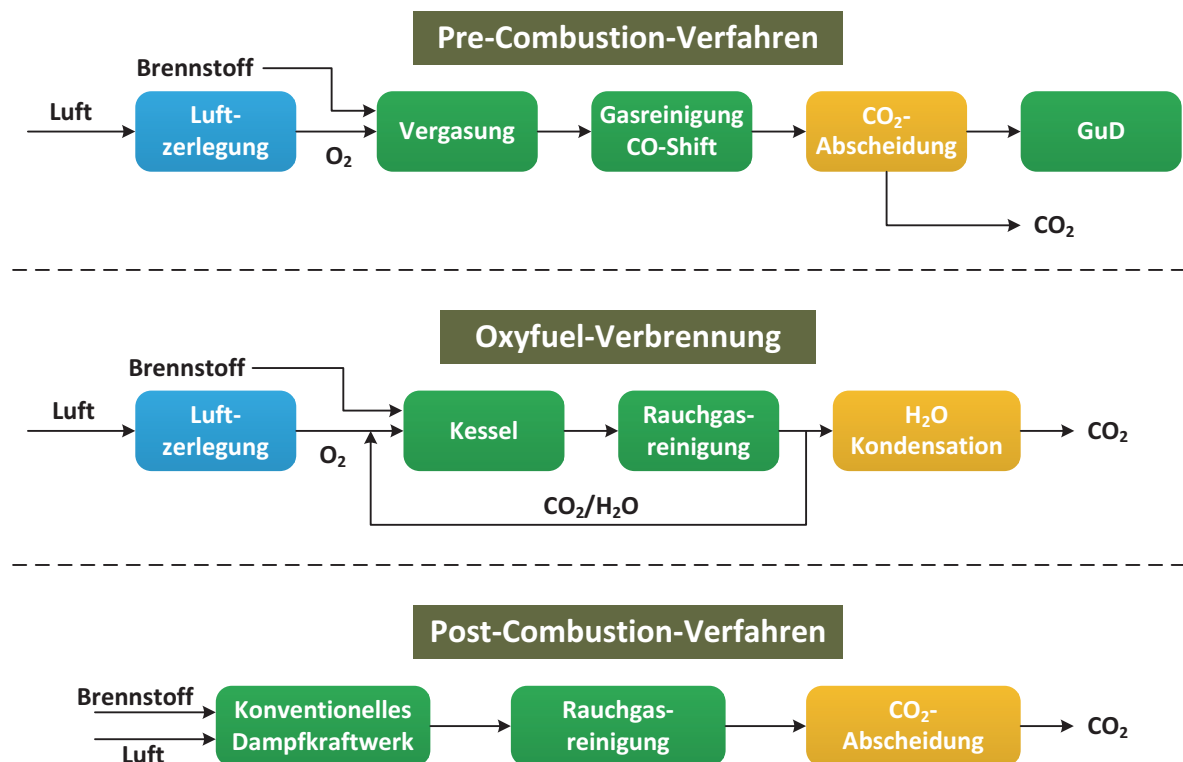 Pre-Combustion-Verfahren
Brennstoff
Luft
Luft-
zerlegung
O₂
Vergasung
Gasreinigung
CO-Shift
CO₂-
Abscheidung
GuD
CO₂
Oxyfuel-Verbrennung
Brennstoff
Luft
Luft-
zerlegung
O₂
Kessel
Rauchgas-
reinigung
H₂O
Kondensation
CO₂
CO₂/H₂O
Post-Combustion-Verfahren
Brennstoff
Luft
Konventionelles
Dampfkraftwerk
Rauchgas-
reinigung
CO₂-
Abscheidung
CO₂